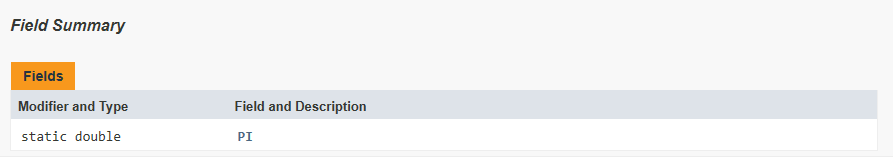 Field Summary
Fields
Modifier and Type Field and Description
static double PI